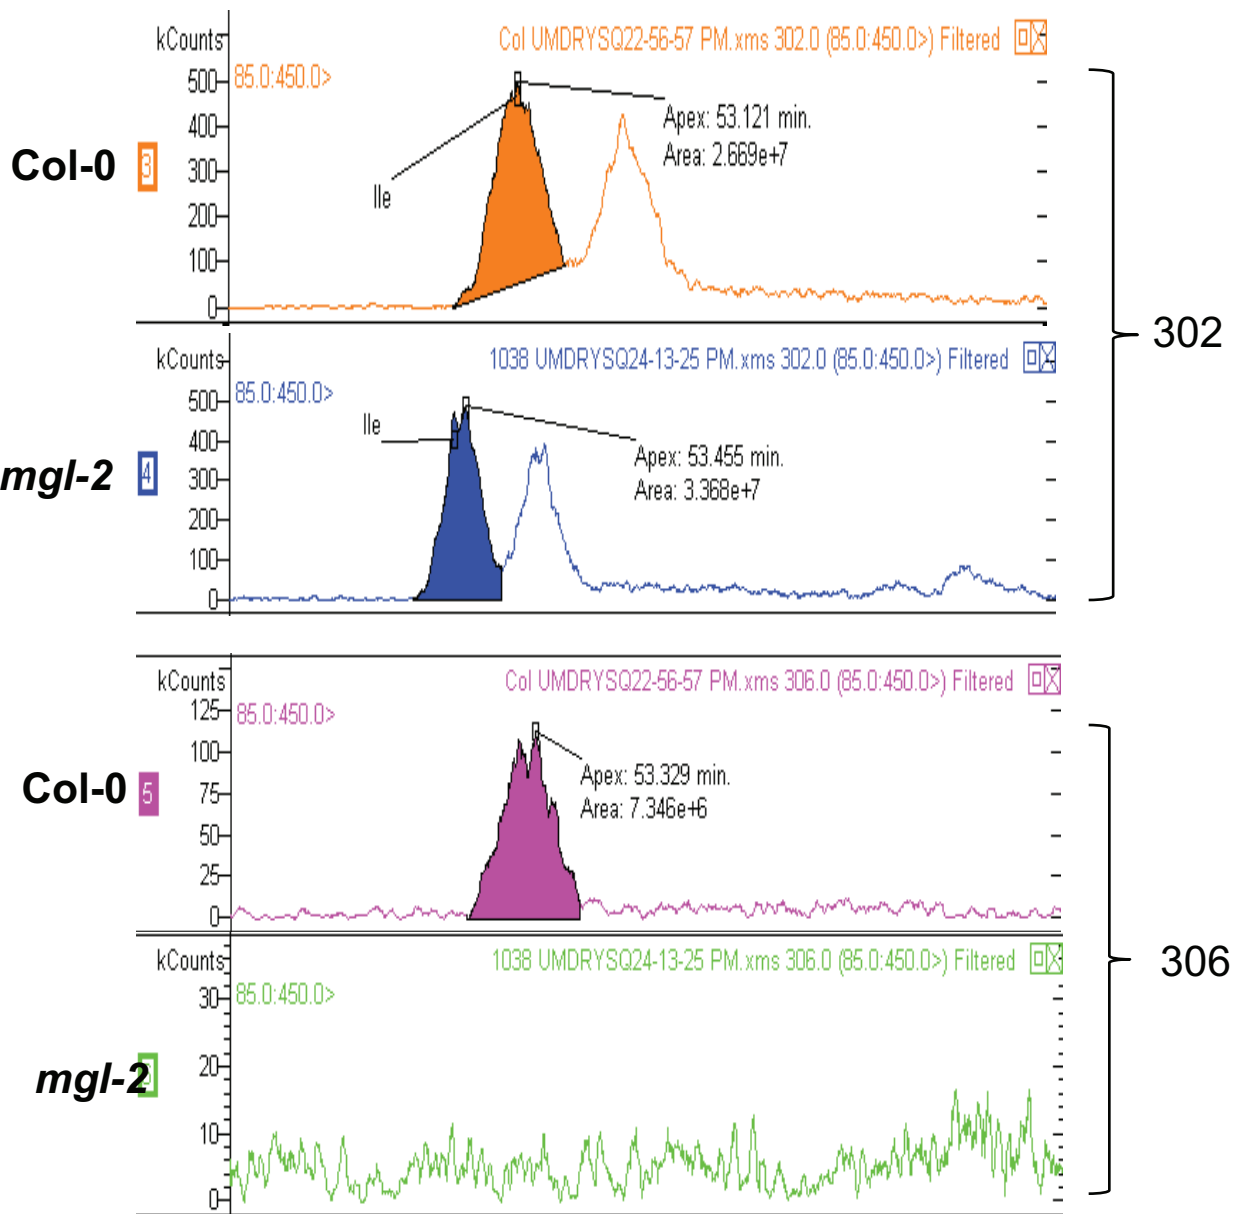 kCounts
Col UMDRYSQ22-56-57 PM.xms 302.0 (85.0:450.0>) Filtered
85.0:450.0>
500
400
300
200
100
0
Col-0
3
Ile
Apex: 53.121 min.
Area: 2.669e+7
302
kCounts
1038 UMDRYSQ24-13-25 PM.xms 302.0 (85.0:450.0>) Filtered
85.0:450.0>
500
400
300
200
100
0
mgl-2
4
Ile
Apex: 53.455 min.
Area: 3.368e+7
kCounts
Col UMDRYSQ22-56-57 PM.xms 306.0 (85.0:450.0>) Filtered
85.0:450.0>
125
100
75
50
25
0
Col-0
5
Apex: 53.329 min.
Area: 7.346e+6
306
kCounts
1038 UMDRYSQ24-13-25 PM.xms 306.0 (85.0:450.0>) Filtered
85.0:450.0>
30
20
10
0
mgl-2